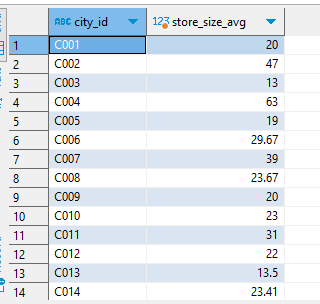 ABC city_id 123 store_size_avg
1 C001 20
2 C002 47
3 C003 13
4 C004 63
5 C005 19
6 C006 29.67
7 C007 39
8 C008 23.67
9 C009 20
10 C010 23
11 C011 31
12 C012 22
13 C013 13.5
14 C014 23.41